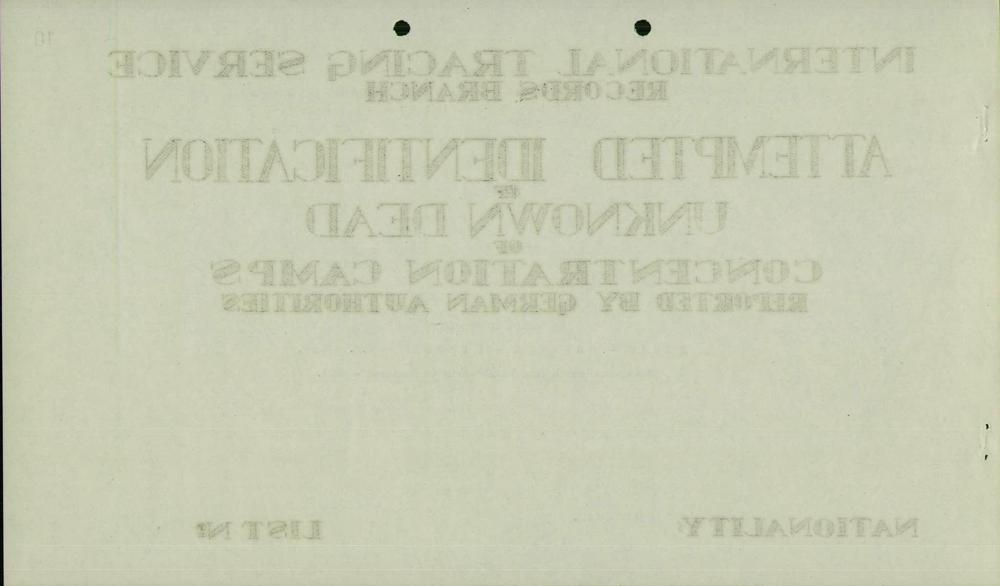 10
INTERNATIONAL TRACING SERVICE
RECORDS BRANCH
ATTEMPTED IDENTIFICATION
OF
UNKNOWN DEAD
OF
CONCENTRATION CAMPS
REPORTED BY GERMAN AUTHORITIES
NATIONALITY: LIST Nº